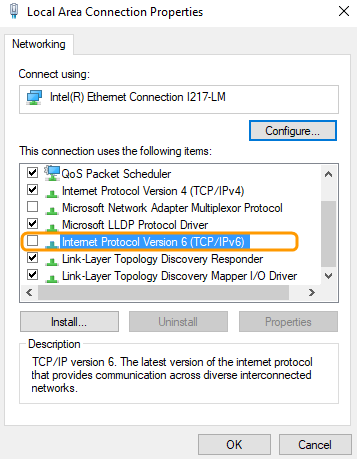 Local Area Connection Properties
Networking
Connect using:
Intel(R) Ethernet Connection I217-LM
Configure...
This connection uses the following items:
QoS Packet Scheduler
Internet Protocol Version 4 (TCP/IPv4)
Microsoft Network Adapter Multiplexor Protocol
Microsoft LLDP Protocol Driver
Internet Protocol Version 6 (TCP/IPv6)
Link-Layer Topology Discovery Responder
Link-Layer Topology Discovery Mapper I/O Driver
Install...
Uninstall
Properties
Description
TCP/IP version 6. The latest version of the internet protocol
that provides communication across diverse interconnected
networks.
OK
Cancel